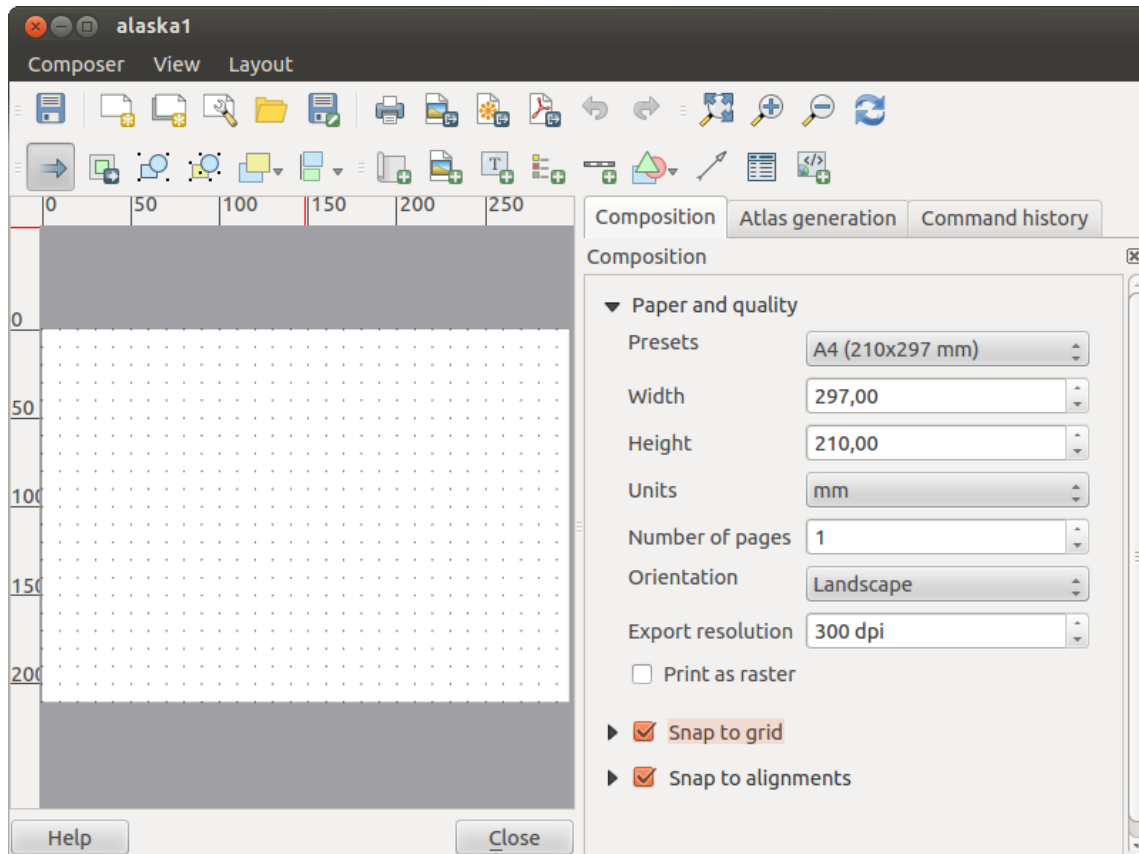 alaska1
Composer View Layout
0 50 100 150 200 250
0
50
100
150
200
Composition Atlas generation Command history
Composition
Paper and quality
Presets A4 (210x297 mm)
Width 297,00
Height 210,00
Units mm
Number of pages 1
Orientation Landscape
Export resolution 300 dpi
Print as raster
Snap to grid
Snap to alignments
Help Close